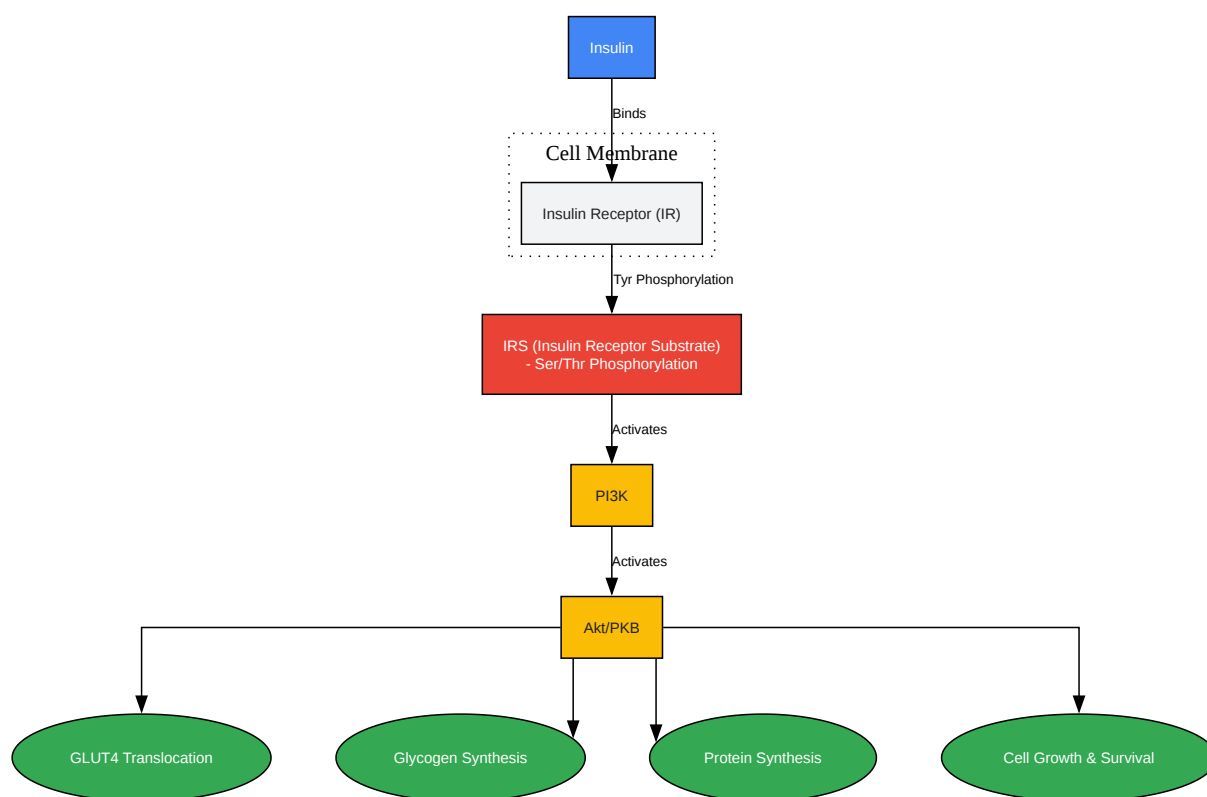 Insulin
Binds
Cell Membrane
Insulin Receptor (IR)
Tyr Phosphorylation
IRS (Insulin Receptor Substrate)
- Ser/Thr Phosphorylation
Activates
PI3K
Activates
Akt/PKB
GLUT4 Translocation
Glycogen Synthesis
Protein Synthesis
Cell Growth & Survival